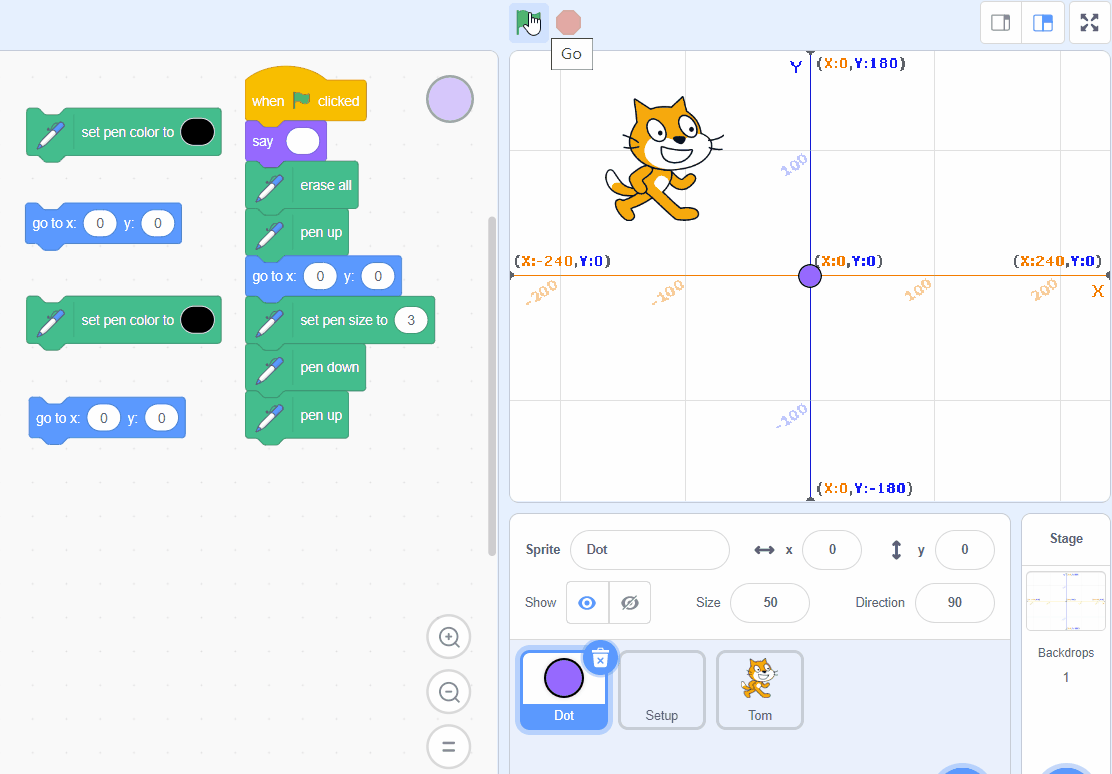 Go
when clicked
say
set pen color to
erase all
pen up
go to x: 0 y: 0
go to x: 0 y: 0
set pen size to 3
set pen color to
pen down
pen up
go to x: 0 y: 0
Y (X:0,Y:180)
100
(X:-240,Y:0) (X:0,Y:0) (X:240,Y:0)
-200 -100 100 200 X
-100
(X:0,Y:-180)
Sprite Dot x 0 y 0
Show Size 50 Direction 90
Dot Setup Tom
Stage
Backdrops
1